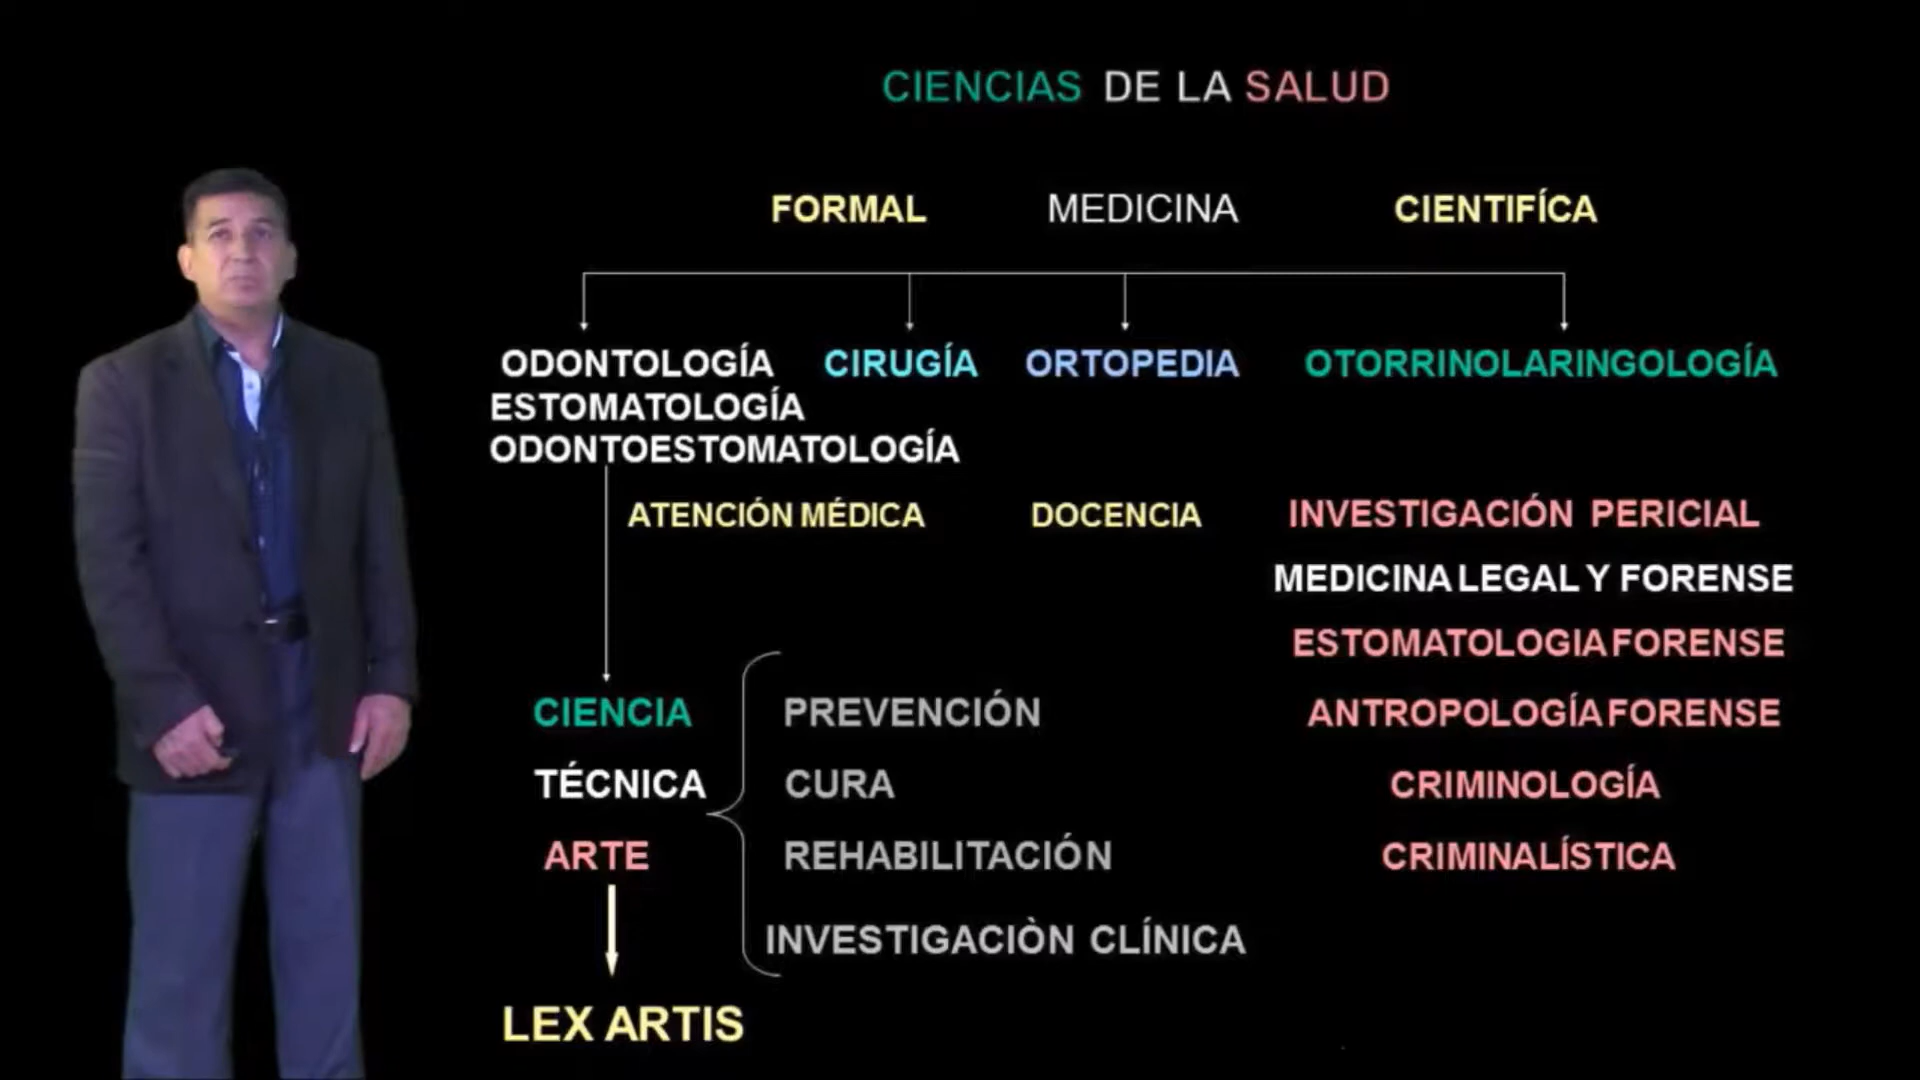 CIENCIAS DE LA SALUD
FORMAL MEDICINA CIENTIFÍCA
ODONTOLOGÍA CIRUGÍA ORTOPEDIA OTORRINOLARINGOLOGÍA
ESTOMATOLOGÍA
ODONTOESTOMATOLOGÍA
ATENCIÓN MÉDICA DOCENCIA INVESTIGACIÓN PERICIAL
MEDICINA LEGAL Y FORENSE
ESTOMATOLOGIA FORENSE
CIENCIA PREVENCIÓN ANTROPOLOGÍA FORENSE
TÉCNICA CURA CRIMINOLOGÍA
ARTE REHABILITACIÓN CRIMINALÍSTICA
INVESTIGACIÒN CLÍNICA
LEX ARTIS